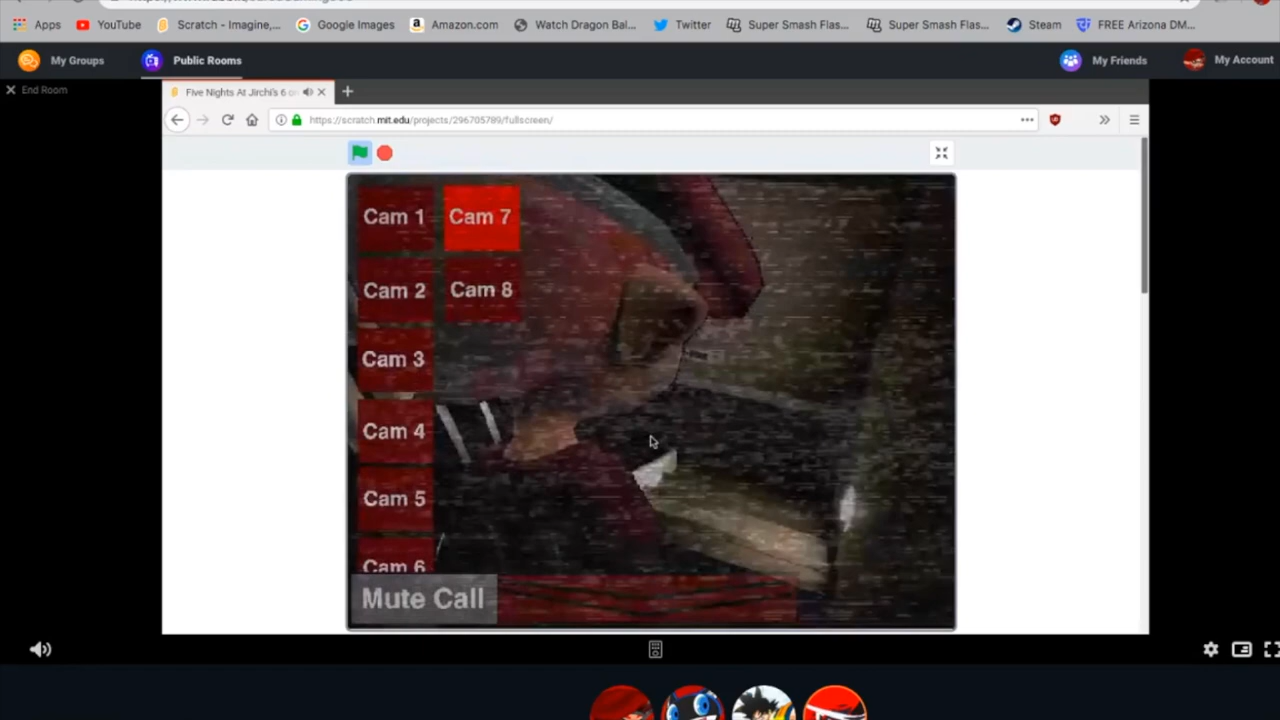 Apps YouTube Scratch - Imagine,... Google Images Amazon.com Watch Dragon Bal... Twitter Super Smash Flas... Super Smash Flas... Steam FREE Arizona DM...
My Groups Public Rooms My Friends My Account
End Room
Five Nights At Jirchi's 6 on
https://scratch.mit.edu/projects/296705789/fullscreen/
Cam 1 Cam 7
Cam 2 Cam 8
Cam 3
Cam 4
Cam 5
Cam 6
Mute Call